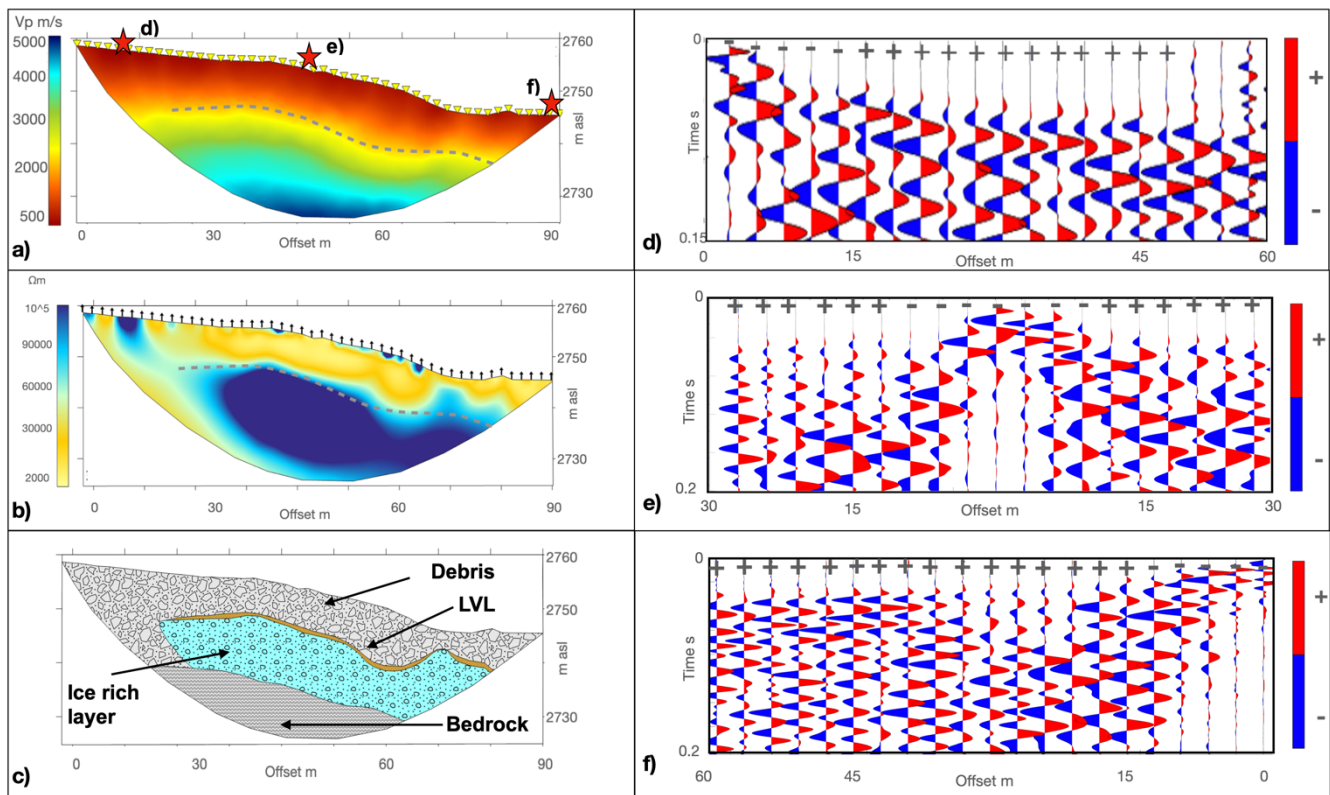 Vp m/s
5000
4000
3000
2000
500
d)
e)
f)
2760
2750
2730
m asl
0
30
60
90
Offset m
a)
Ωm
10^5
90000
60000
30000
2000
2760
2750
2730
m asl
0
30
60
90
Offset m
b)
Debris
LVL
Ice rich
layer
Bedrock
2760
2750
2730
m asl
0
30
60
90
Offset m
c)
0
Time s
0.15
- - - - - + + + + + + + + + + + +
0
15
45
60
Offset m
+
-
d)
0
Time s
0.2
+ + + + + + - - - - - - - + + + + + +
30
15
15
30
Offset m
+
-
e)
0
Time s
0.2
+ + + + + + + + + + + + + + + + - - - -
60
45
15
0
Offset m
+
-
f)